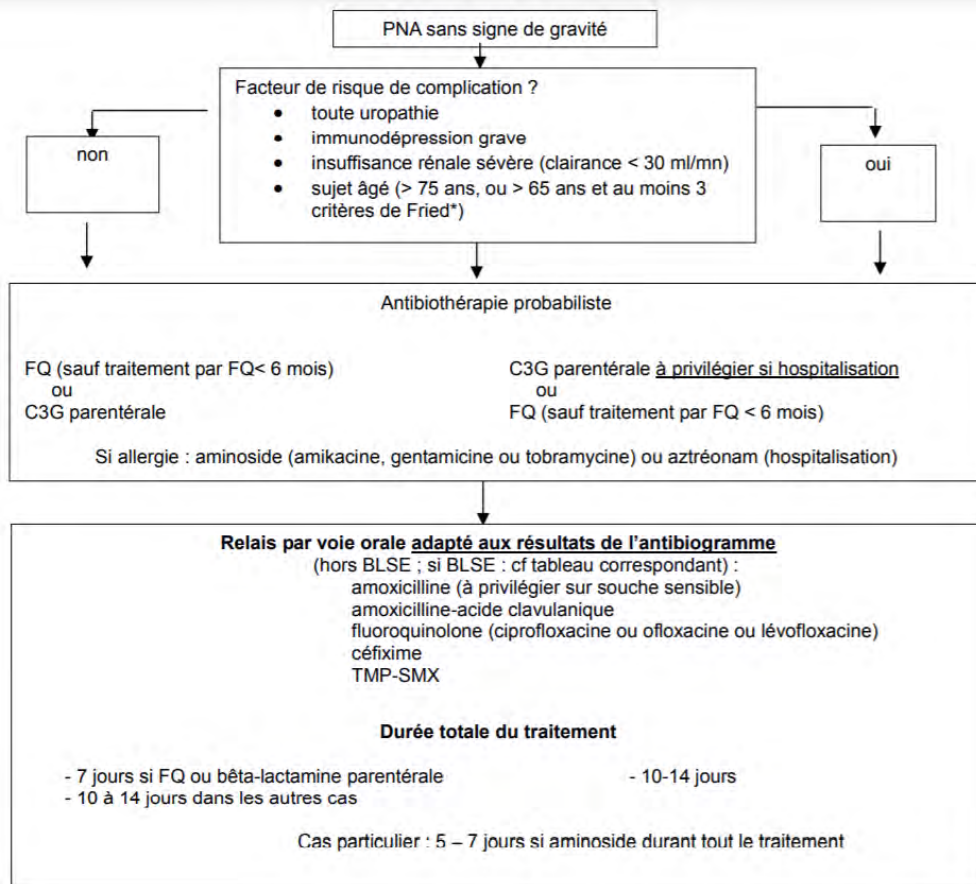 PNA sans signe de gravité
Facteur de risque de complication ?
• toute uropathie
• immunodépression grave
• insuffisance rénale sévère (clairance < 30 ml/mn)
• sujet âgé (> 75 ans, ou > 65 ans et au moins 3
critères de Fried*)
non
oui
Antibiothérapie probabiliste
FQ (sauf traitement par FQ< 6 mois)
ou
C3G parentérale
C3G parentérale à privilégier si hospitalisation
ou
FQ (sauf traitement par FQ < 6 mois)
Si allergie : aminoside (amikacine, gentamicine ou tobramycine) ou aztréonam (hospitalisation)
Relais par voie orale adapté aux résultats de l'antibiogramme
(hors BLSE ; si BLSE : cf tableau correspondant) :
amoxicilline (à privilégier sur souche sensible)
amoxicilline-acide clavulanique
fluoroquinolone (ciprofloxacine ou ofloxacine ou lévofloxacine)
céfixime
TMP-SMX
Durée totale du traitement
- 7 jours si FQ ou bêta-lactamine parentérale
- 10 à 14 jours dans les autres cas
- 10-14 jours
Cas particulier : 5 – 7 jours si aminoside durant tout le traitement